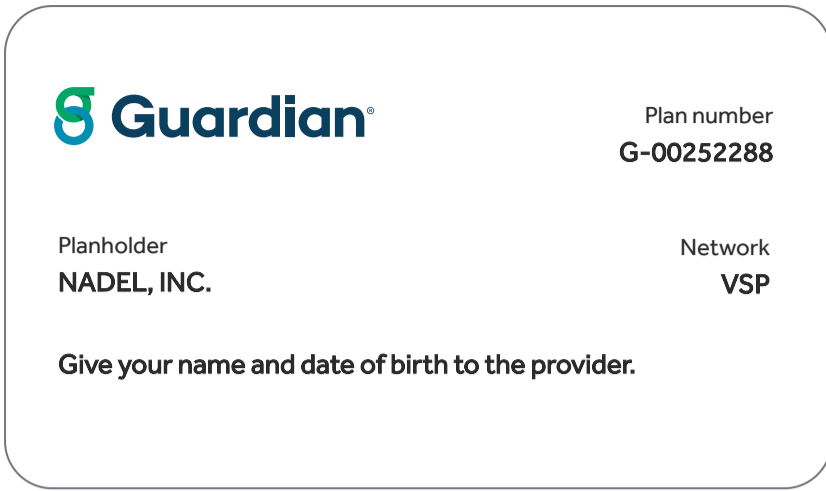 Guardian®
Plan number
G-00252288
Planholder
NADEL, INC.
Network
VSP
Give your name and date of birth to the provider.